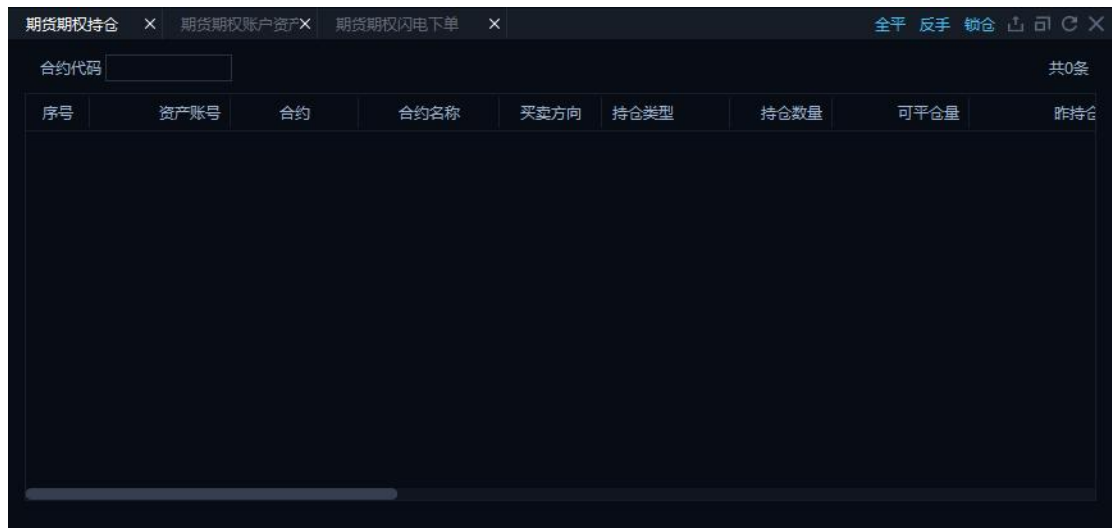 期货期权持仓 期货期权账户资产 期货期权闪电下单 全平 反手 锁仓
合约代码 共0条
序号 资产账号 合约 合约名称 买卖方向 持仓类型 持仓数量 可平仓量 昨持仓